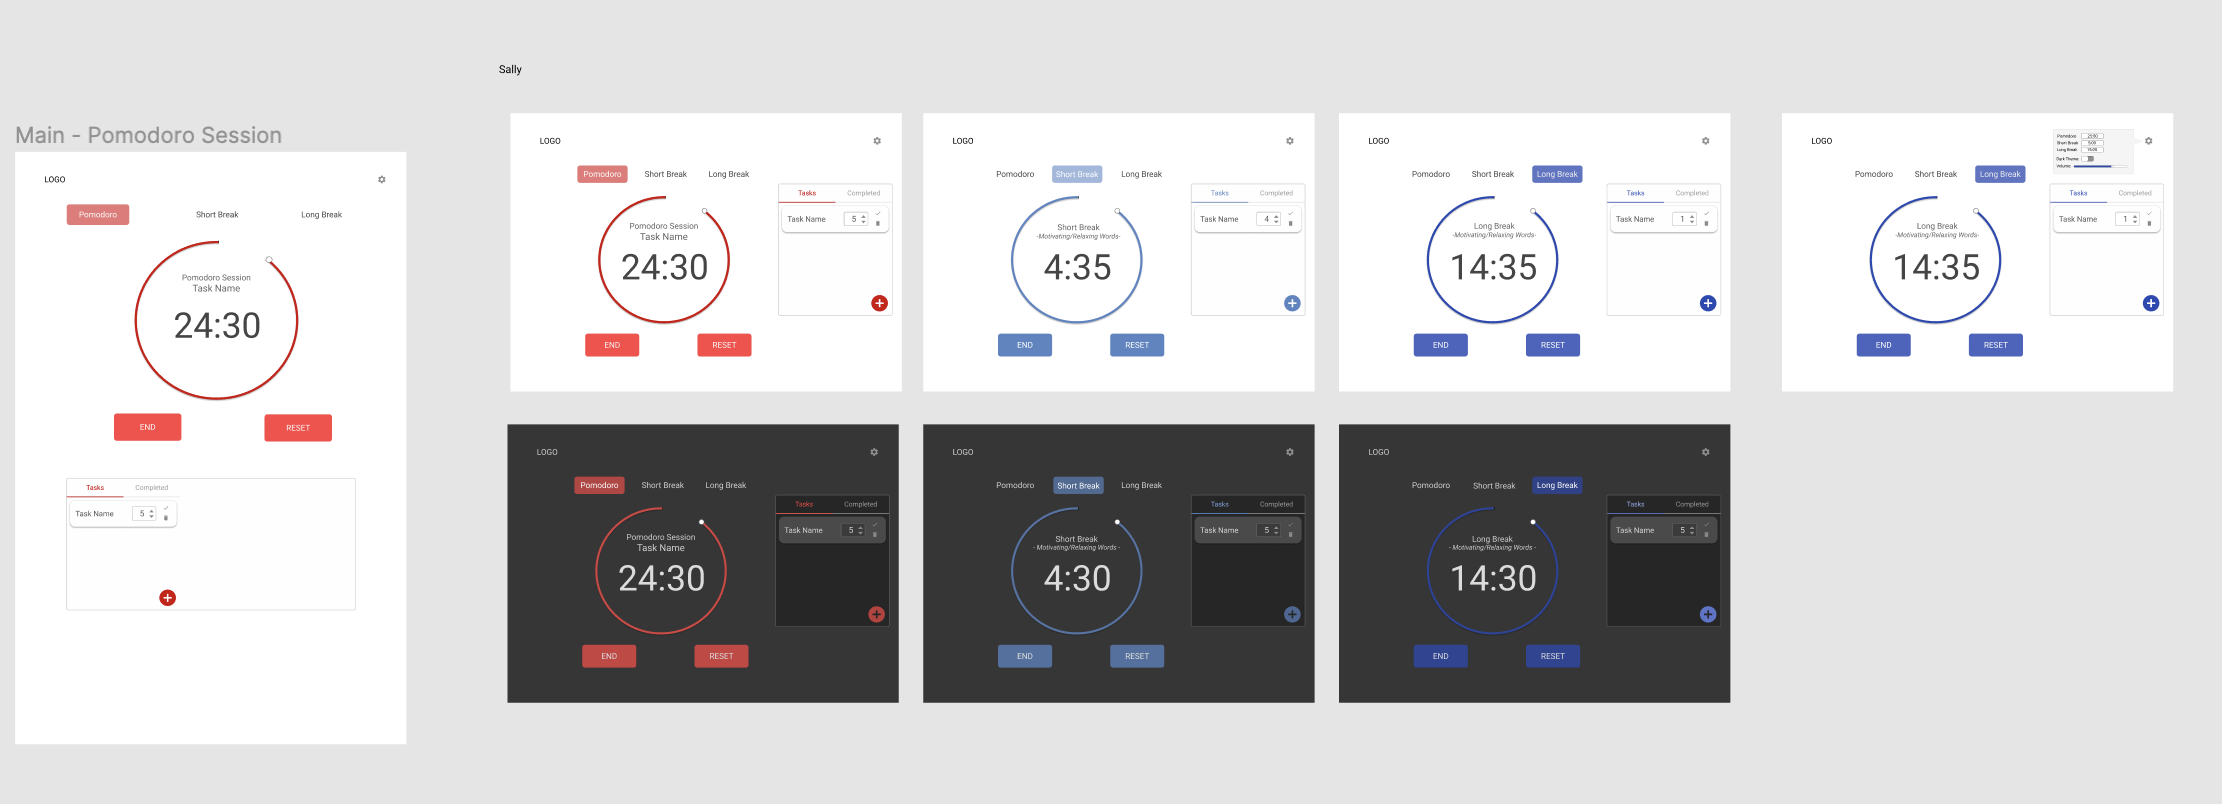 Sally
Main - Pomodoro Session
LOGO
Pomodoro Short Break Long Break
Pomodoro Session
Task Name
24:30
END RESET
Tasks Completed
Task Name 5
LOGO
Pomodoro Short Break Long Break
Tasks Completed
Task Name 5
Pomodoro Session
Task Name
24:30
END RESET
LOGO
Pomodoro Short Break Long Break
Tasks Completed
Task Name 4
Short Break
-Motivating/Relaxing Words-
4:35
END RESET
LOGO
Pomodoro Short Break Long Break
Tasks Completed
Task Name 1
Long Break
-Motivating/Relaxing Words-
14:35
END RESET
LOGO
Pomodoro 25:00
Short Break 5:00
Long Break 15:00
Dark Theme
Volume
Pomodoro Short Break Long Break
Tasks Completed
Task Name 1
Long Break
-Motivating/Relaxing Words-
14:35
END RESET
LOGO
Pomodoro Short Break Long Break
Tasks Completed
Task Name 5
Pomodoro Session
Task Name
24:30
END RESET
LOGO
Pomodoro Short Break Long Break
Tasks Completed
Task Name 5
Short Break
- Motivating/Relaxing Words -
4:30
END RESET
LOGO
Pomodoro Short Break Long Break
Tasks Completed
Task Name 5
Long Break
- Motivating/Relaxing Words -
14:30
END RESET